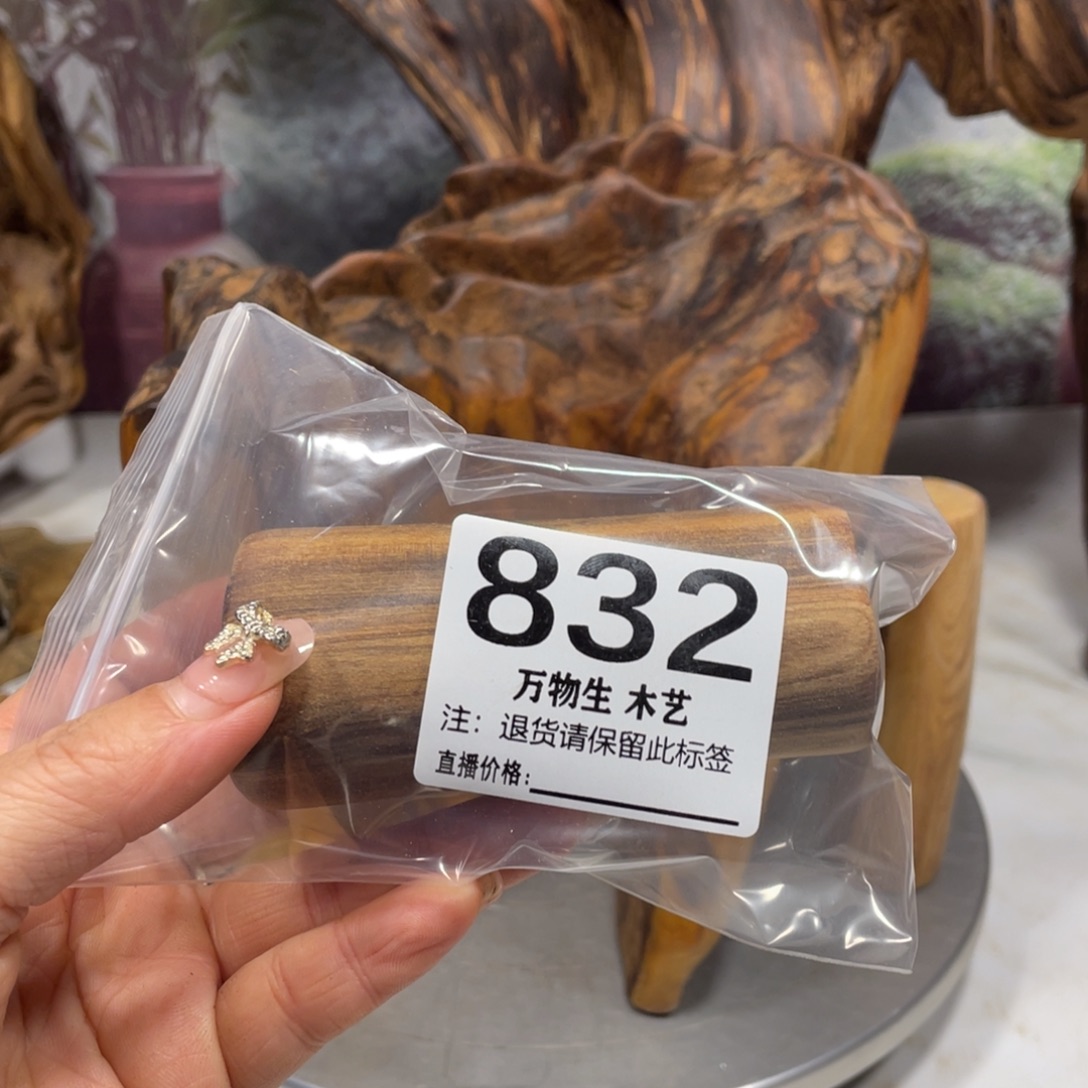 832
万物生 木艺
注：退货请保留此标签
直播价格：